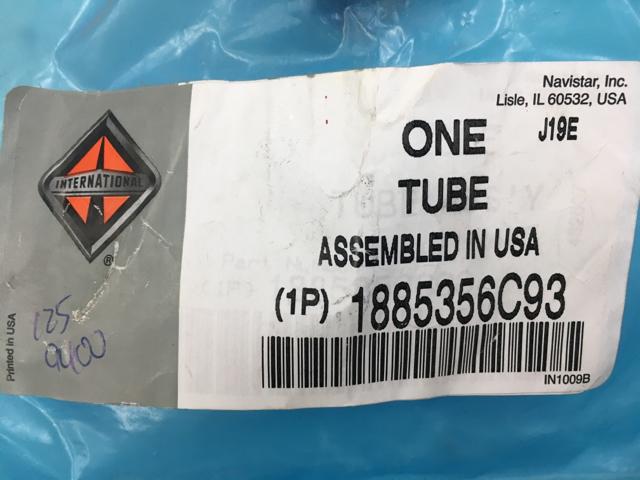 Navistar, Inc.
Lisle, IL 60532, USA
J19E
ONE
TUBE
ASSEMBLED IN USA
(1P) 1885356C93
IN1009B
INTERNATIONAL
®
Printed in USA
125
9400